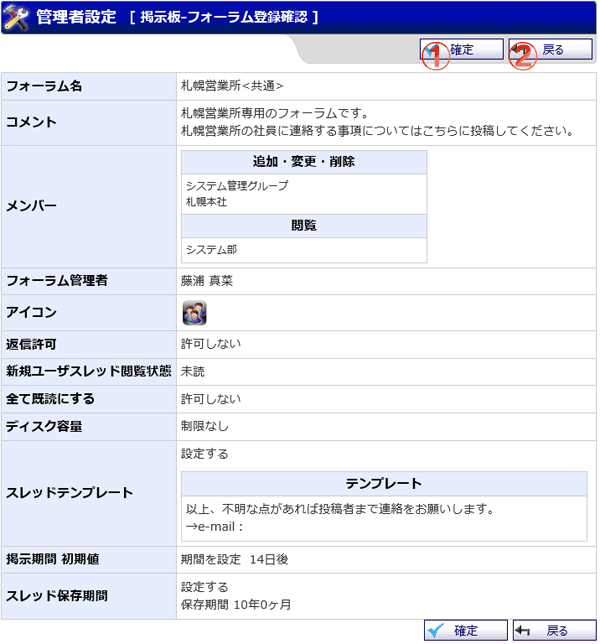 管理者設定 [ 掲示板-フォーラム登録確認 ]
① 確定 ② 戻る
フォーラム名 札幌営業所<共通>
コメント 札幌営業所専用のフォーラムです。
札幌営業所の社員に連絡する事項についてはこちらに投稿してください。
メンバー
追加・変更・削除
システム管理グループ
札幌本社
閲覧
システム部
フォーラム管理者 藤浦 真菜
アイコン
返信許可 許可しない
新規ユーザスレッド閲覧状態 未読
全て既読にする 許可しない
ディスク容量 制限なし
スレッドテンプレート 設定する
テンプレート
以上、不明な点があれば投稿者まで連絡をお願いします。
→e-mail：
掲示期間 初期値 期間を設定 14日後
スレッド保存期間 設定する
保存期間 10年0ヶ月
確定 戻る